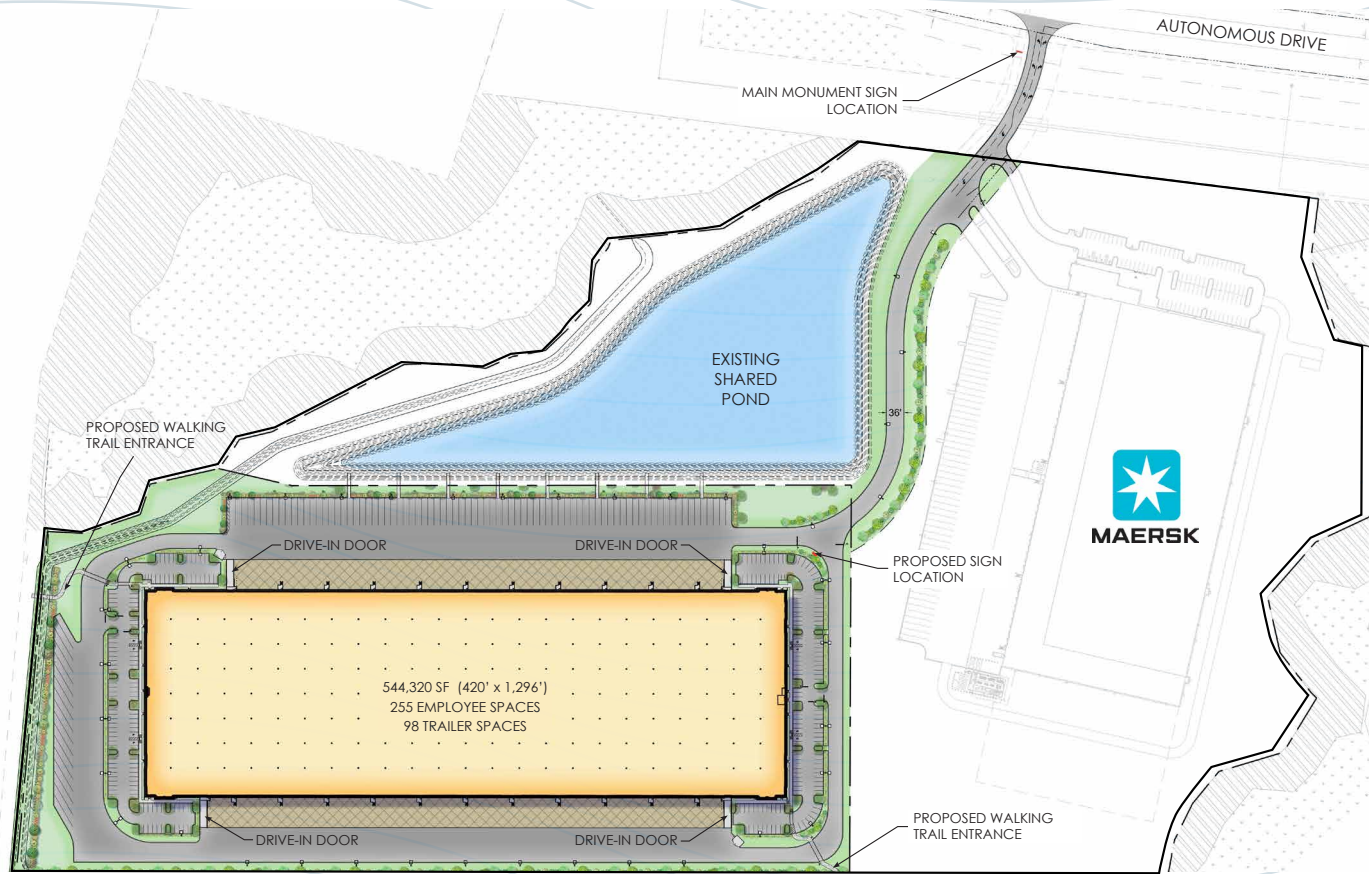 AUTONOMOUS DRIVE
MAIN MONUMENT SIGN
LOCATION
EXISTING
SHARED
POND
36'
PROPOSED WALKING
TRAIL ENTRANCE
MAERSK
DRIVE-IN DOOR
DRIVE-IN DOOR
PROPOSED SIGN
LOCATION
544,320 SF (420' x 1,296')
255 EMPLOYEE SPACES
98 TRAILER SPACES
DRIVE-IN DOOR
DRIVE-IN DOOR
PROPOSED WALKING
TRAIL ENTRANCE